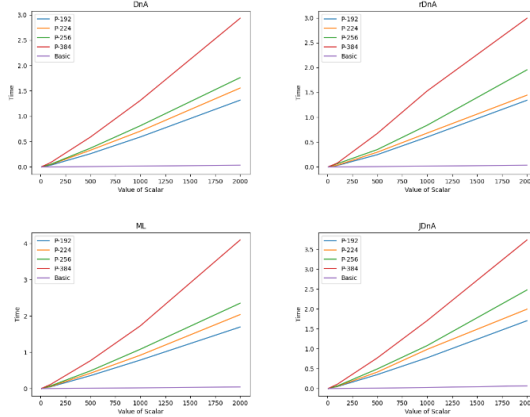 DnA
P-192
P-224
P-256
P-384
Basic
3.0
2.5
2.0
1.5
1.0
0.5
0.0
Time
0 250 500 750 1000 1250 1500 1750 2000
Value of Scalar
rDnA
P-192
P-224
P-256
P-384
Basic
3.0
2.5
2.0
1.5
1.0
0.5
0.0
Time
0 250 500 750 1000 1250 1500 1750 2000
Value of Scalar
ML
P-192
P-224
P-256
P-384
Basic
4
3
2
1
0
Time
0 250 500 750 1000 1250 1500 1750 2000
Value of Scalar
JDnA
P-192
P-224
P-256
P-384
Basic
3.5
3.0
2.5
2.0
1.5
1.0
0.5
0.0
Time
0 250 500 750 1000 1250 1500 1750 2000
Value of Scalar